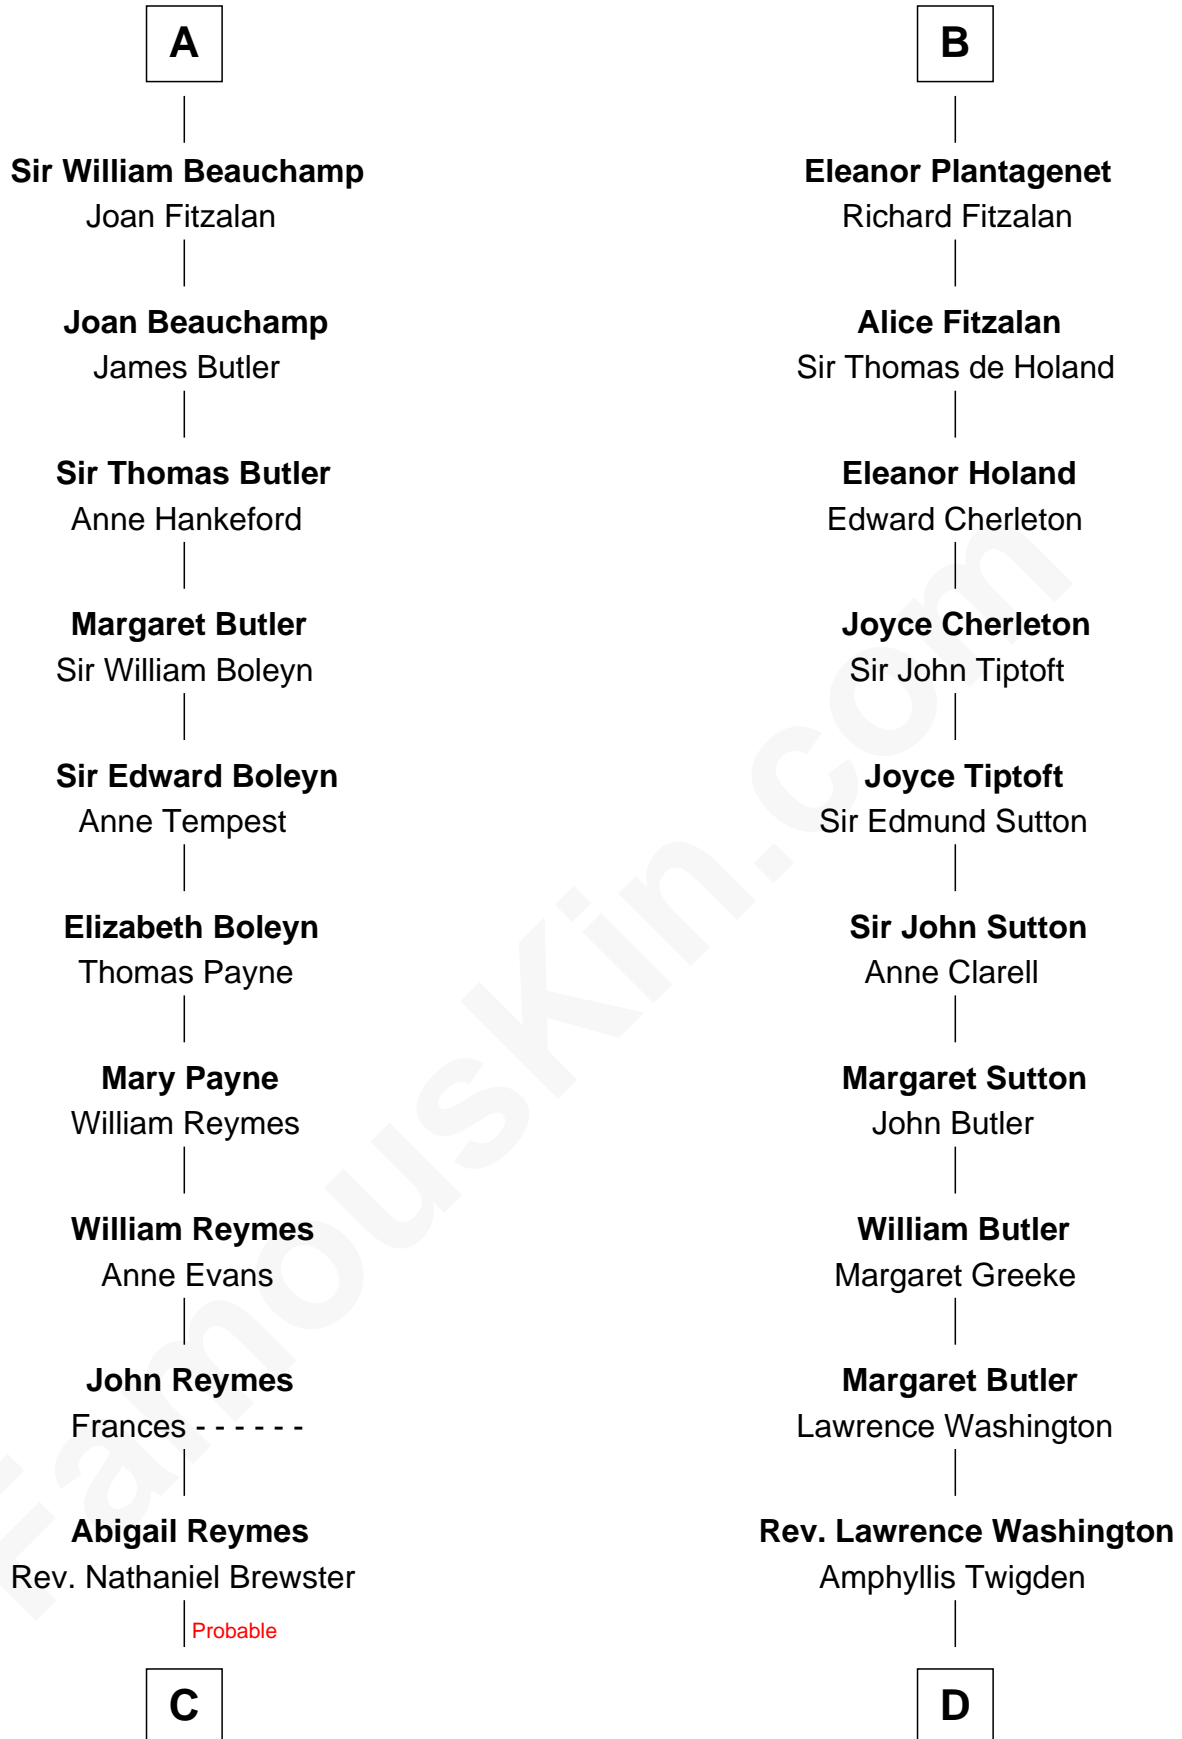 A
Sir William Beauchamp
Joan Fitzalan
Joan Beauchamp
James Butler
Sir Thomas Butler
Anne Hankeford
Margaret Butler
Sir William Boleyn
Sir Edward Boleyn
Anne Tempest
Elizabeth Boleyn
Thomas Payne
Mary Payne
William Reymes
William Reymes
Anne Evans
John Reymes
Frances - - - - - -
Abigail Reymes
Rev. Nathaniel Brewster
Probable
C
B
Eleanor Plantagenet
Richard Fitzalan
Alice Fitzalan
Sir Thomas de Holand
Eleanor Holand
Edward Cherleton
Joyce Cherleton
Sir John Tiptoft
Joyce Tiptoft
Sir Edmund Sutton
Sir John Sutton
Anne Clarell
Margaret Sutton
John Butler
William Butler
Margaret Greeke
Margaret Butler
Lawrence Washington
Rev. Lawrence Washington
Amphyllis Twigden
D
FamousKin.com